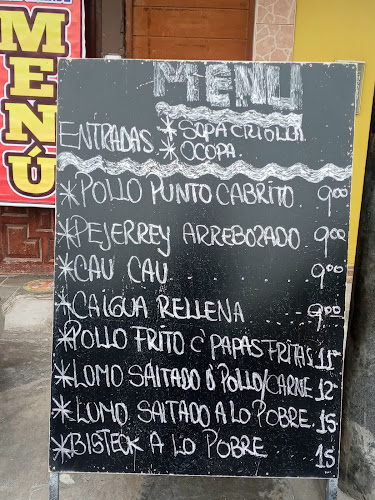 MENÚ
MENU
ENTRADAS * SOPA CRIOLLA
* OCOPA.
* POLLO PUNTO CABRITO. 9.00
* PEJERREY ARREBOZADO 9.00
* CAU CAU . 9.00
* CAIGUA RELLENA ..... 9.00
* POLLO FRITO C' PAPAS FRITAS 11
* LOMO SALTADO D' POLLO/CARNE 12
* LOMO SALTADO A LO POBRE. 15
* BISTECK A LO POBRE 15